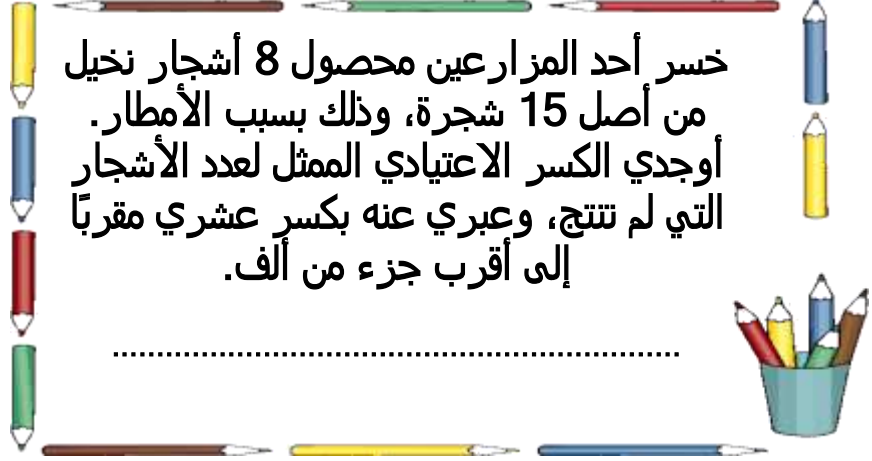 خسر أحد المزارعين محصول 8 أشجار نخيل
من أصل 15 شجرة، وذلك بسبب الأمطار.
أوجدي الكسر الاعتيادي الممثل لعدد الأشجار
التي لم تنتج، وعبري عنه بكسر عشري مقربًا
إلى أقرب جزء من ألف.
................................................................